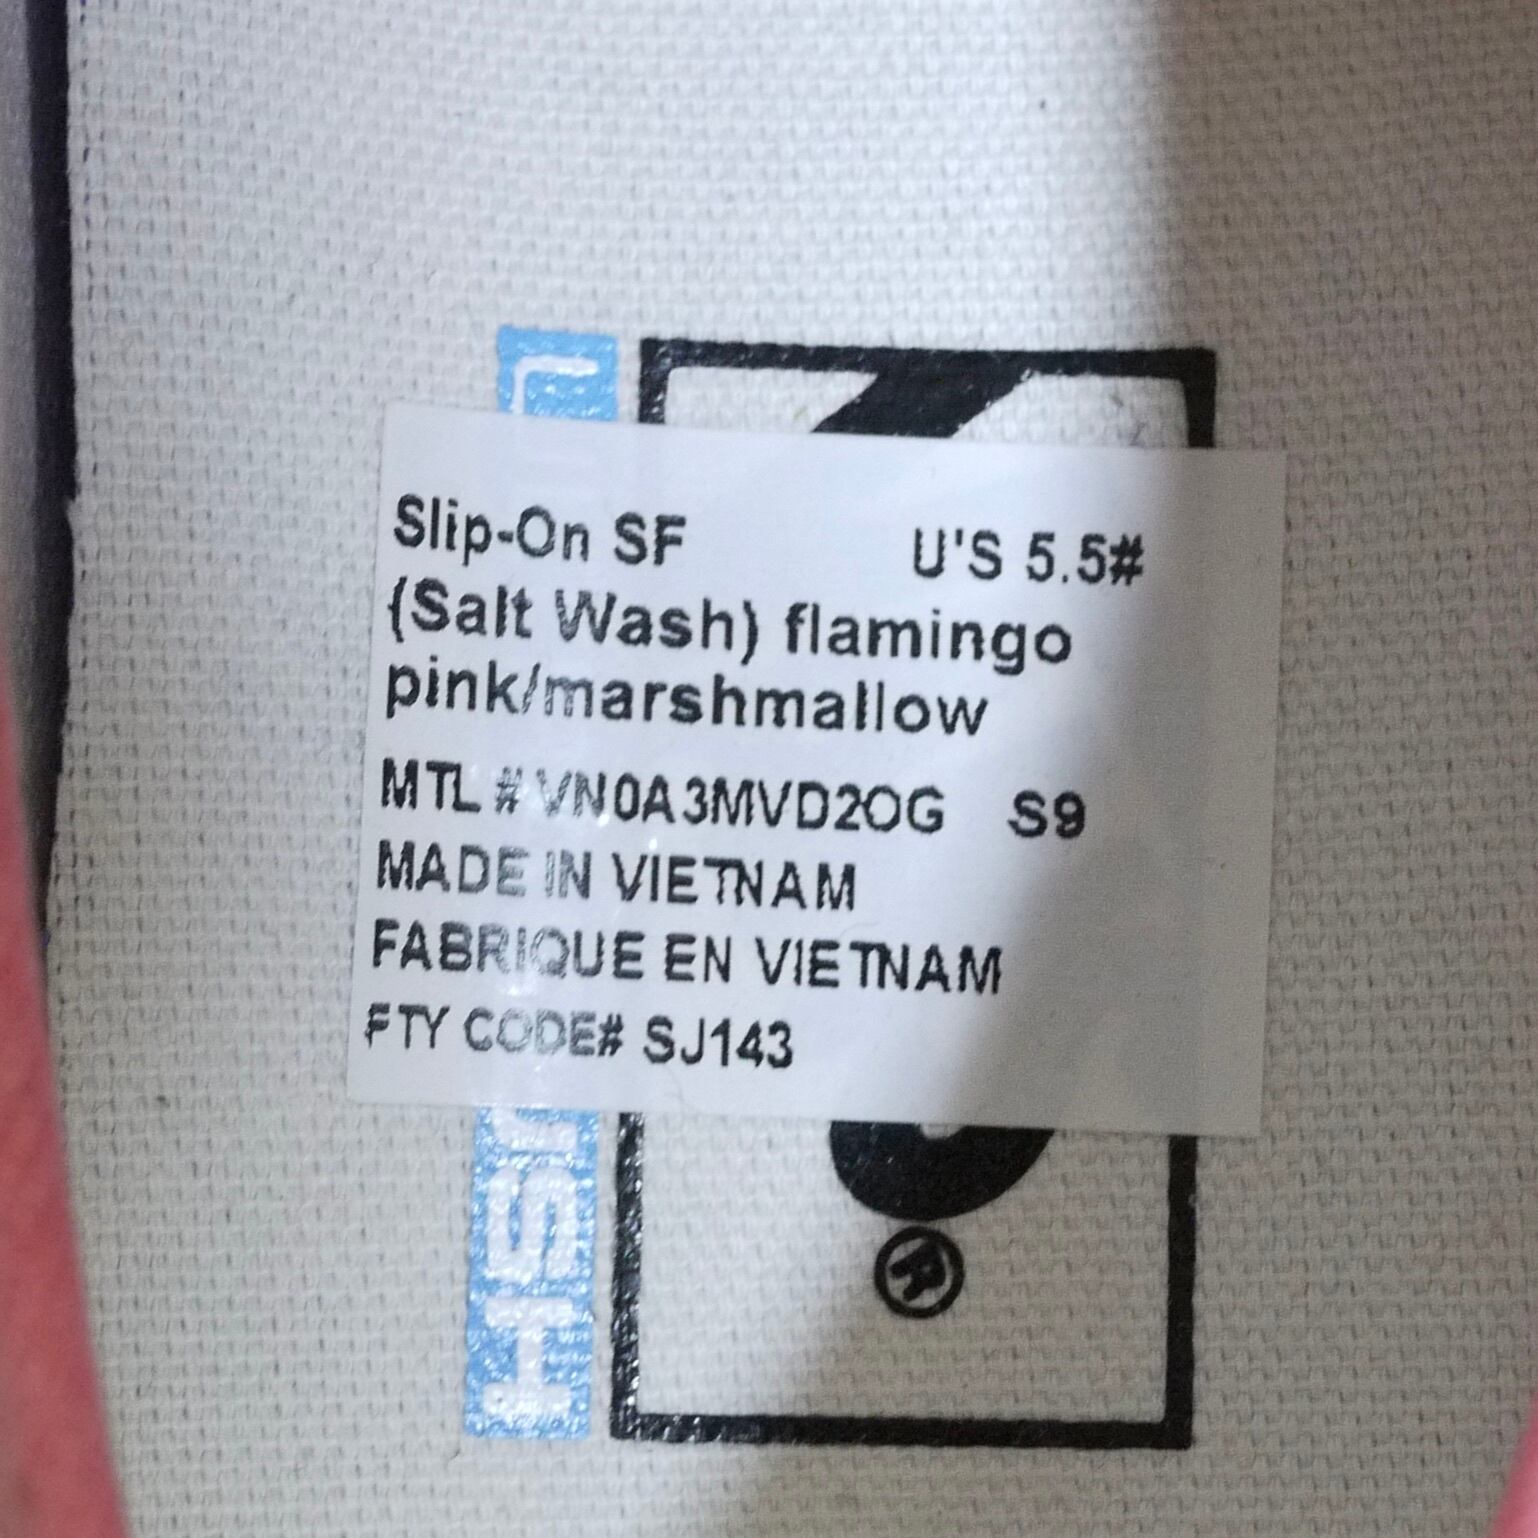 Slip-On SF U'S 5.5#
(Salt Wash) flamingo
pink/marshmallow
MTL # VN0A3MVD2OG S9
MADE IN VIETNAM
FABRIQUE EN VIETNAM
FTY CODE# SJ143
®